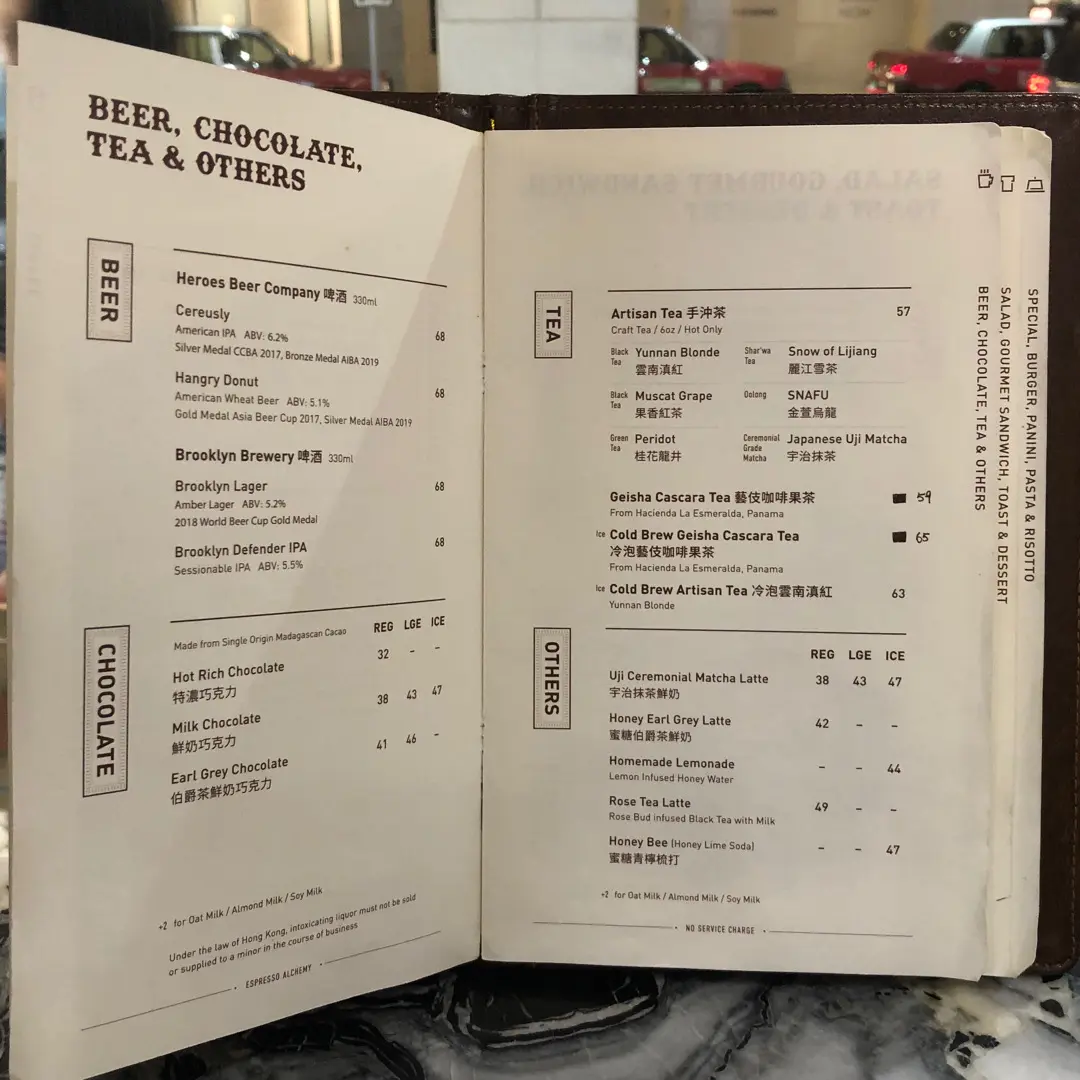 BEER, CHOCOLATE,
TEA & OTHERS
BEER
Heroes Beer Company 啤酒 330ml
Cereusly
American IPA ABV: 6.2% 68
Silver Medal CCBA 2017, Bronze Medal AIBA 2019
Hangry Donut
American Wheat Beer ABV: 5.1% 68
Gold Medal Asia Beer Cup 2017, Silver Medal AIBA 2019
Brooklyn Brewery 啤酒 330ml
Brooklyn Lager 68
Amber Lager ABV: 5.2%
2018 World Beer Cup Gold Medal
Brooklyn Defender IPA 68
Sessionable IPA ABV: 5.5%
CHOCOLATE
Made from Single Origin Madagascan Cacao REG LGE ICE
Hot Rich Chocolate 32 – –
特濃巧克力
Milk Chocolate 38 43 47
鮮奶巧克力
Earl Grey Chocolate 41 46 –
伯爵茶鮮奶巧克力
+2 for Oat Milk / Almond Milk / Soy Milk
Under the law of Hong Kong, intoxicating liquor must not be sold
or supplied to a minor in the course of business
ESPRESSO ALCHEMY
TEA
Artisan Tea 手沖茶 57
Craft Tea / 6oz / Hot Only
Black Tea Yunnan Blonde
雲南滇紅
Shar'wa Tea Snow of Lijiang
麗江雪茶
Black Tea Muscat Grape
果香紅茶
Oolong SNAFU
金萱烏龍
Green Tea Peridot
桂花龍井
Ceremonial Grade Matcha Japanese Uji Matcha
宇治抹茶
Geisha Cascara Tea 藝伎咖啡果茶 59
From Hacienda La Esmeralda, Panama
Ice Cold Brew Geisha Cascara Tea 65
冷泡藝伎咖啡果茶
From Hacienda La Esmeralda, Panama
Ice Cold Brew Artisan Tea 冷泡雲南滇紅 63
Yunnan Blonde
OTHERS
REG LGE ICE
Uji Ceremonial Matcha Latte 38 43 47
宇治抹茶鮮奶
Honey Earl Grey Latte 42 – –
蜜糖伯爵茶鮮奶
Homemade Lemonade – – 44
Lemon Infused Honey Water
Rose Tea Latte 49 – –
Rose Bud infused Black Tea with Milk
Honey Bee (Honey Lime Soda) – – 47
蜜糖青檸梳打
+2 for Oat Milk / Almond Milk / Soy Milk
NO SERVICE CHARGE
BEER, CHOCOLATE, TEA & OTHERS
SALAD, GOURMET SANDWICH, TOAST & DESSERT
SPECIAL, BURGER, PANINI, PASTA & RISOTTO